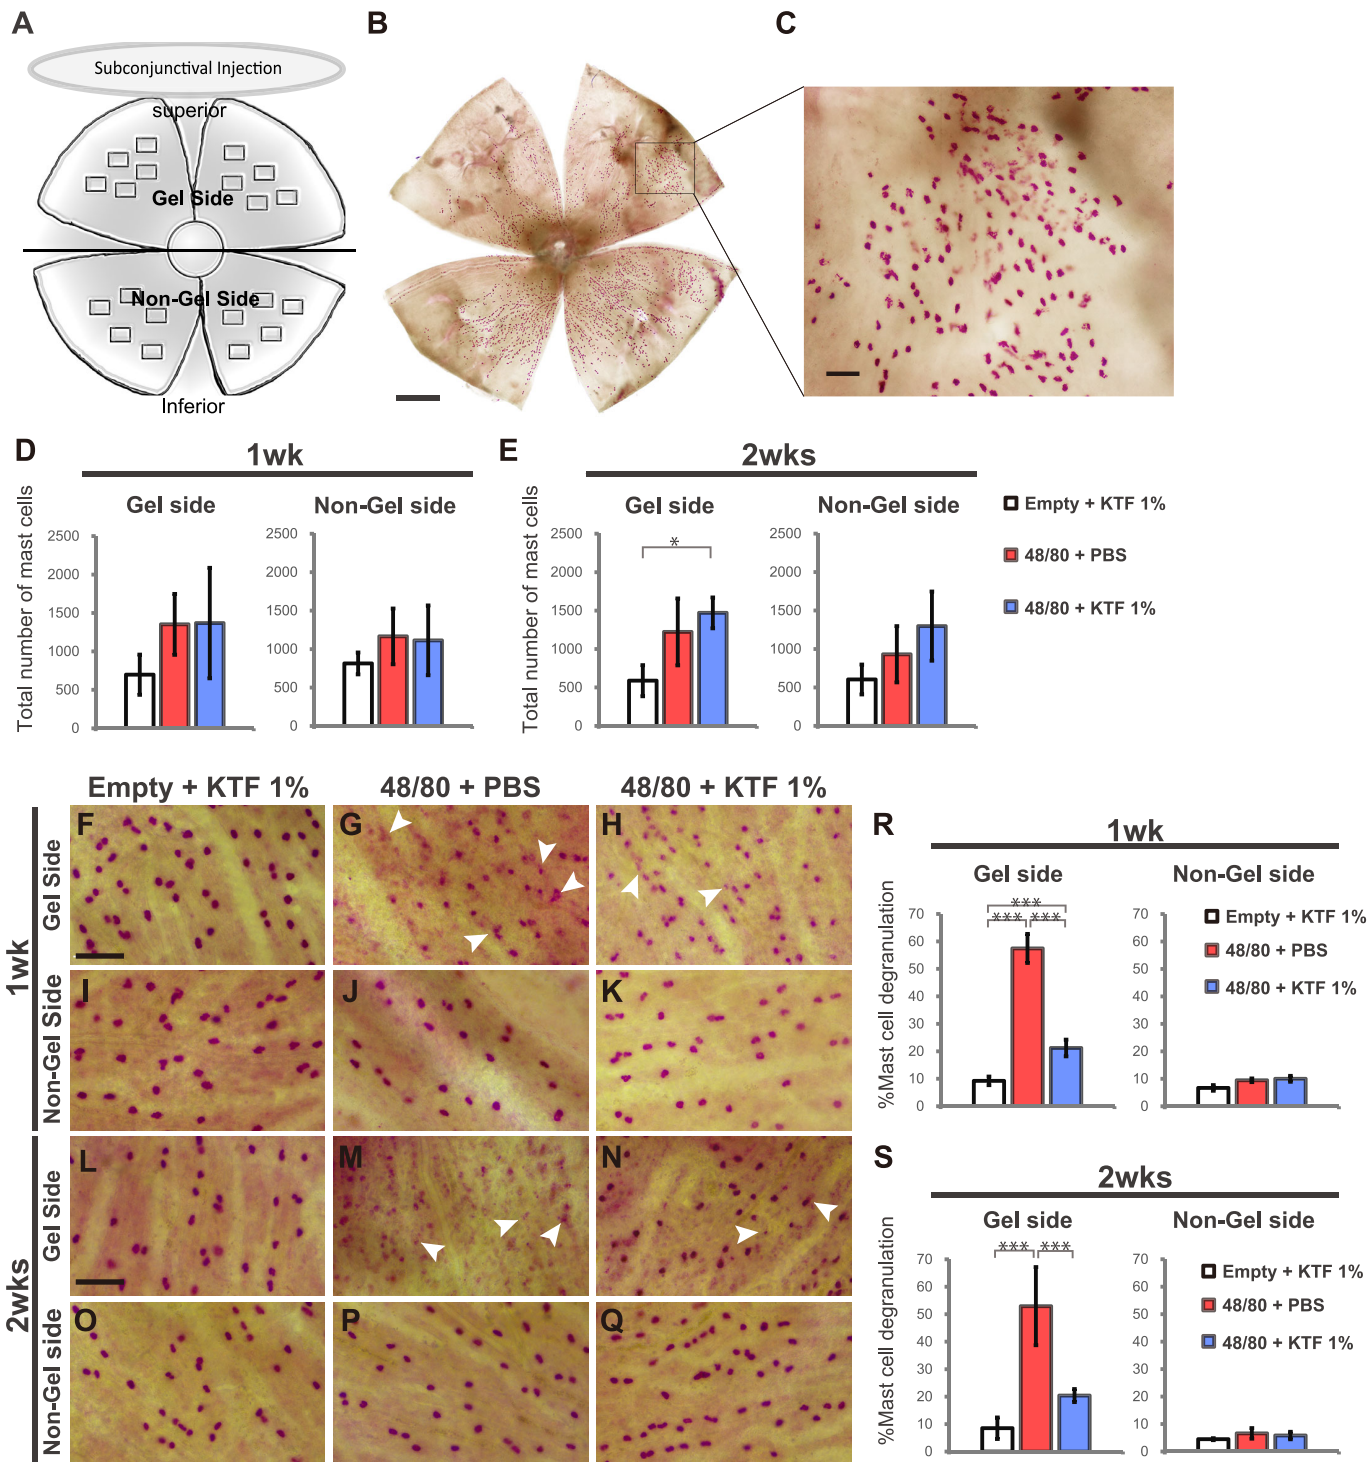 A
B
C
Subconjunctival Injection
superior
Gel Side
Non-Gel Side
Inferior
D
1wk
E
2wks
Gel side
Non-Gel side
Gel side
Non-Gel side
Total number of mast cells
2500
2000
1500
1000
500
0
2500
2000
1500
1000
500
0
Total number of mast cells
2500
2000
1500
1000
500
0
*
2500
2000
1500
1000
500
0
Empty + KTF 1%
48/80 + PBS
48/80 + KTF 1%
Empty + KTF 1%
48/80 + PBS
48/80 + KTF 1%
1wk
Gel Side
F
G
H
Non-Gel Side
I
J
K
2wks
Gel Side
L
M
N
Non-Gel side
O
P
Q
R
1wk
Gel side
Non-Gel side
%Mast cell degranulation
70
60
50
40
30
20
10
0
***
***
***
70
60
50
40
30
20
10
0
Empty + KTF 1%
48/80 + PBS
48/80 + KTF 1%
S
2wks
Gel side
Non-Gel side
%Mast cell degranulation
70
60
50
40
30
20
10
0
***
***
70
60
50
40
30
20
10
0
Empty + KTF 1%
48/80 + PBS
48/80 + KTF 1%